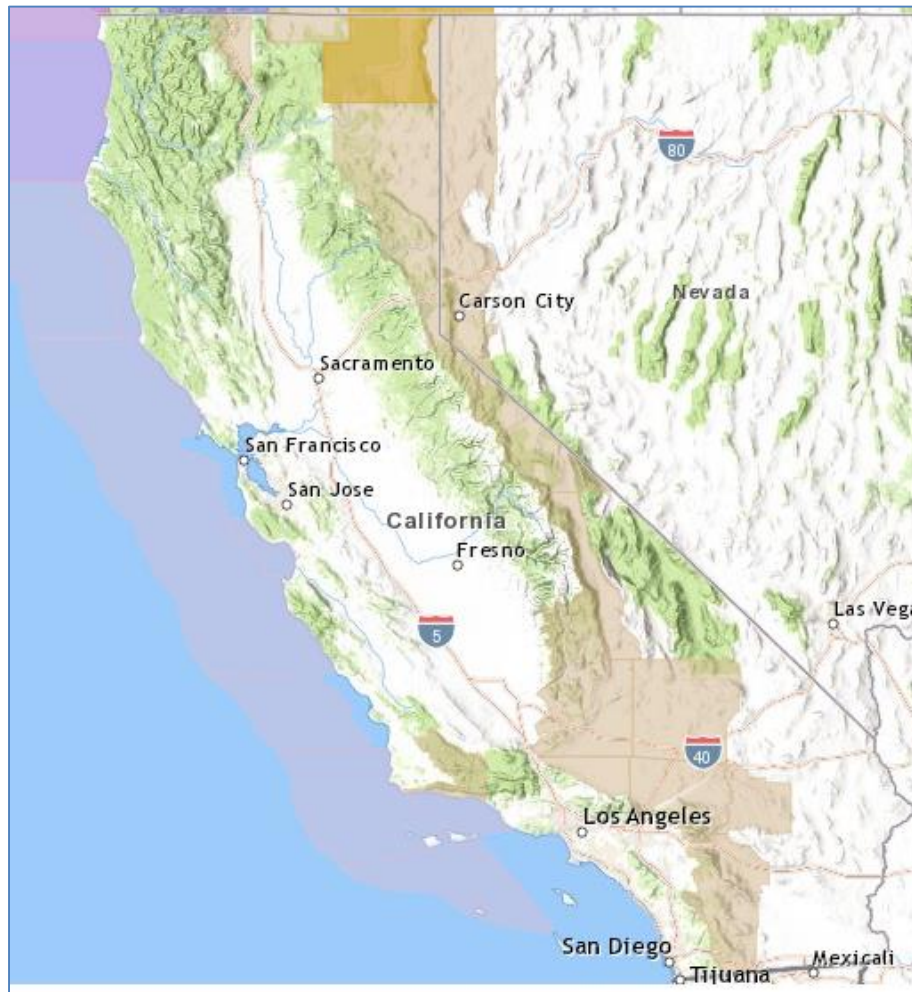 80
Carson City
Nevada
Sacramento
San Francisco
San Jose
California
Fresno
Las Vega
5
40
Los Angeles
San Diego
Mexicali
Tijuana